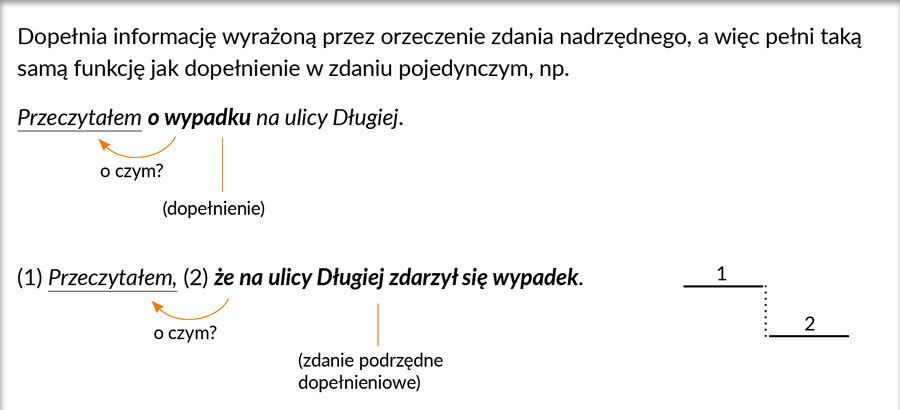 Dopełnia informację wyrażoną przez orzeczenie zdania nadrzędnego, a więc pełni taką
samą funkcję jak dopełnienie w zdaniu pojedynczym, np.
Przeczytałem o wypadku na ulicy Długiej.
o czym?
(dopełnienie)
(1) Przeczytałem, (2) że na ulicy Długiej zdarzył się wypadek.
1
o czym?
2
(zdanie podrzędne
dopełnieniowe)